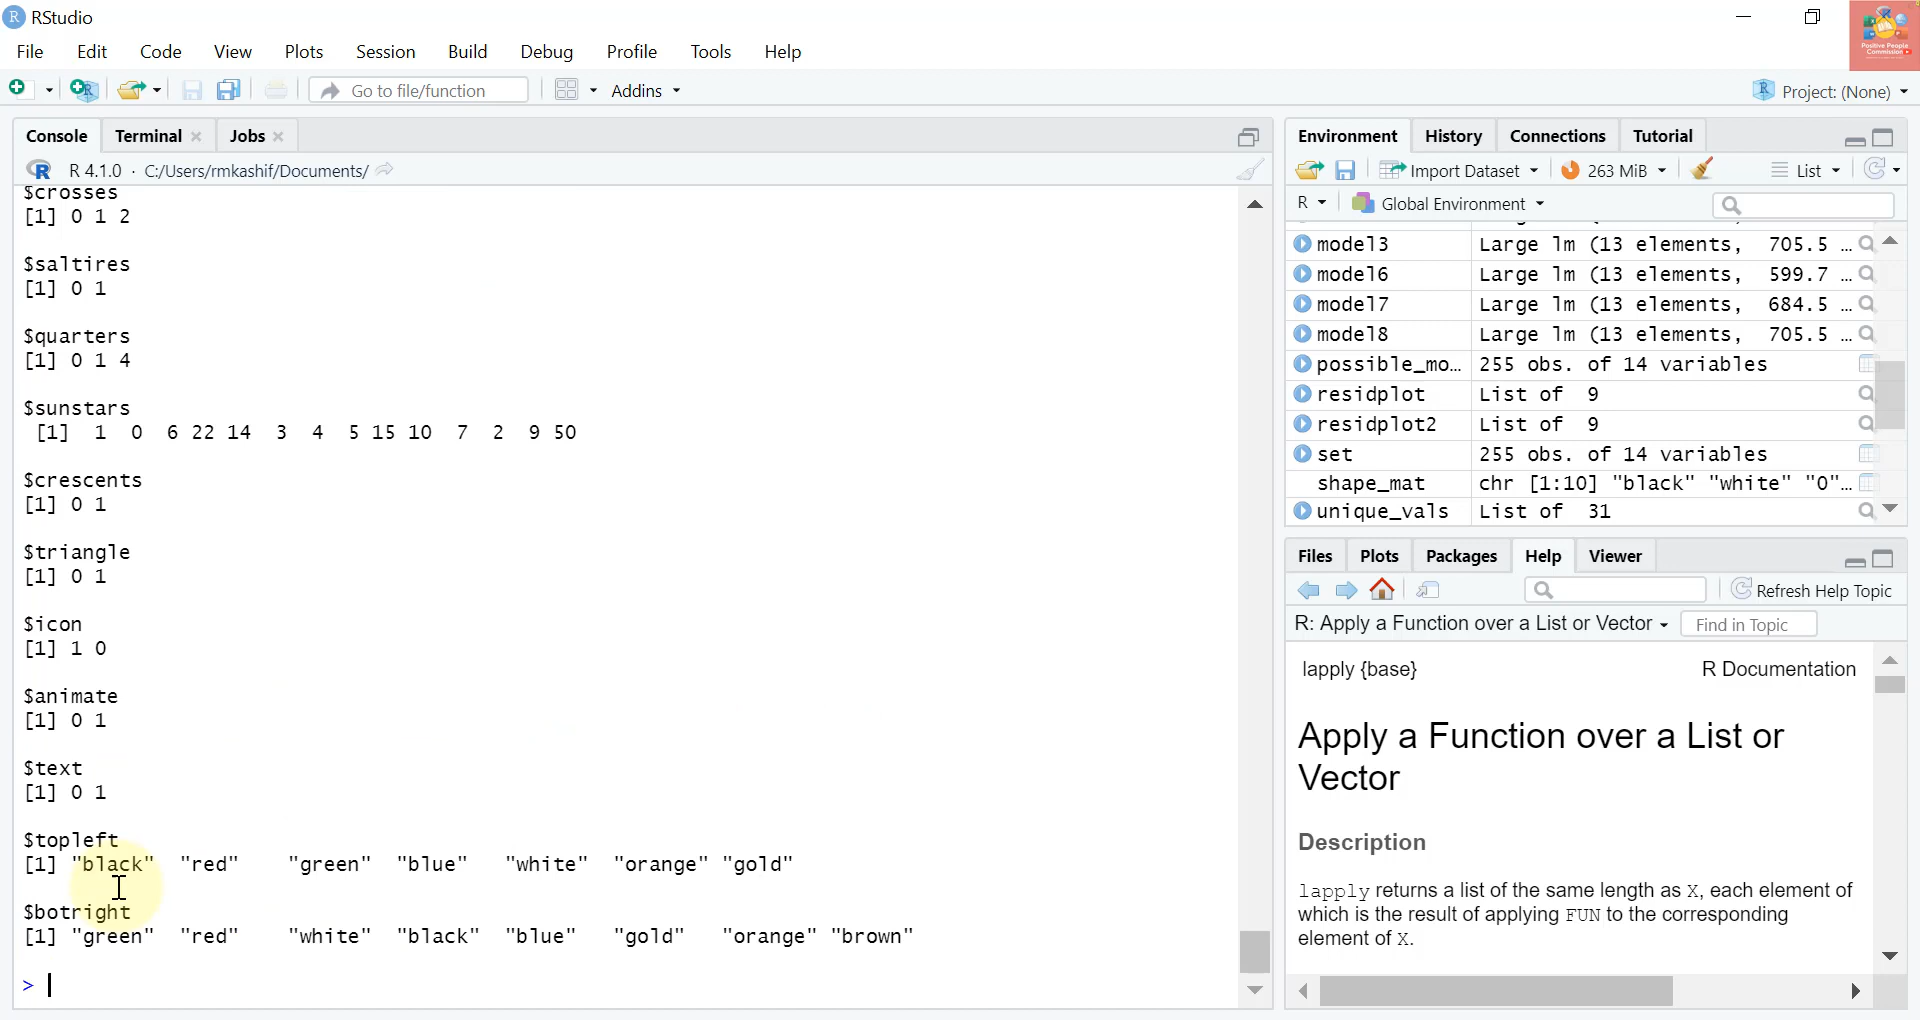 RStudio
File Edit Code View Plots Session Build Debug Profile Tools Help
Go to file/function Addins Project: (None)
Positive People
Commission
Console Terminal Jobs
R 4.1.0 · C:/Users/rmkashif/Documents/
$crosses
[1] 0 1 2
$saltires
[1] 0 1
$quarters
[1] 0 1 4
$sunstars
[1] 1 0 6 22 14 3 4 5 15 10 7 2 9 50
$crescents
[1] 0 1
$triangle
[1] 0 1
$icon
[1] 1 0
$animate
[1] 0 1
$text
[1] 0 1
$topleft
[1] "black" "red" "green" "blue" "white" "orange" "gold"
$botright
[1] "green" "red" "white" "black" "blue" "gold" "orange" "brown"
>
Environment History Connections Tutorial
Import Dataset 263 MiB List
R Global Environment
model3 Large lm (13 elements, 705.5 …
model6 Large lm (13 elements, 599.7 …
model7 Large lm (13 elements, 684.5 …
model8 Large lm (13 elements, 705.5 …
possible_mo… 255 obs. of 14 variables
residplot List of 9
residplot2 List of 9
set 255 obs. of 14 variables
shape_mat chr [1:10] "black" "white" "0"…
unique_vals List of 31
Files Plots Packages Help Viewer
Refresh Help Topic
R: Apply a Function over a List or Vector Find in Topic
lapply {base} R Documentation
Apply a Function over a List or
Vector
Description
lapply returns a list of the same length as X, each element of
which is the result of applying FUN to the corresponding
element of X.